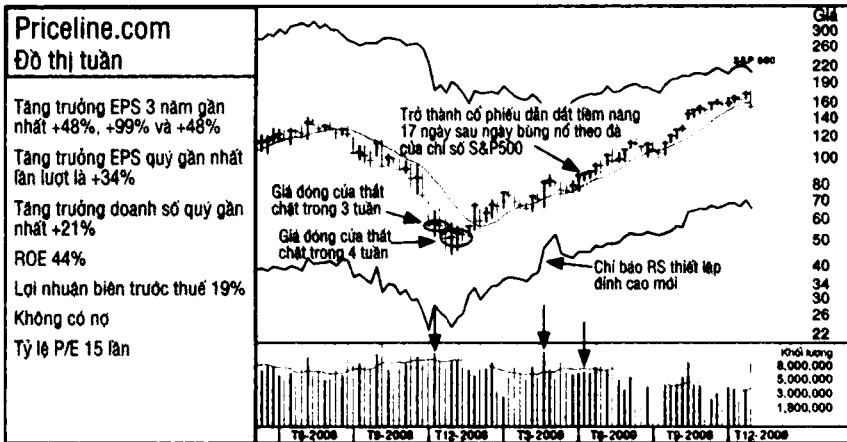 Priceline.com
Đồ thị tuần
Tăng trưởng EPS 3 năm gần
nhất +48%, +99% và +48%
Tăng trưởng EPS quý gần nhất
lần lượt là +34%
Tăng trưởng doanh số quý gần
nhất +21%
ROE 44%
Lợi nhuận biên trước thuế 19%
Không có nợ
Tỷ lệ P/E 15 lần
Giá
300
260
220
190
160
140
120
100
80
70
60
50
40
34
30
26
22
S&P 500
Trở thành cổ phiếu dẫn dắt tiềm năng
17 ngày sau ngày bùng nổ theo đà
của chỉ số S&P500
Giá đóng cửa thắt
chặt trong 3 tuần
Giá đóng cửa thắt
chặt trong 4 tuần
Chỉ báo RS thiết lập
đỉnh cao mới
Khối lượng
8,000,000
5,000,000
3,000,000
1,800,000
T6-2008
T9-2008
T12-2008
T3-2009
T6-2009
T9-2009
T12-2009